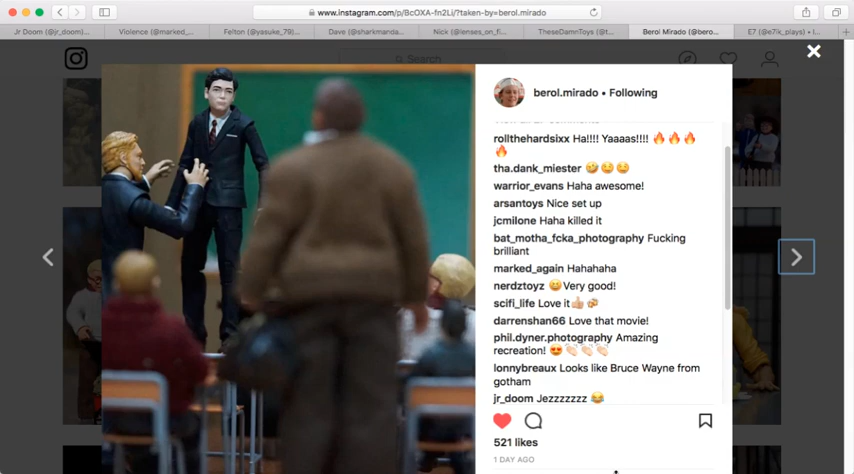 www.instagram.com/p/BcOXA-fn2Li/?taken-by=berol.mirado
Jr Doom (@jr_doom)...
Violence (@marked_...
Felton (@yasuke_79)...
Dave (@sharkmanda...
Nick (@lenses_on_fi...
TheseDamnToys (@t...
Berol Mirado (@bero...
E7 (@e7ik_plays) • I...
Search
berol.mirado • Following
rollthehardsixx Ha!!!! Yaaaas!!!! 🔥🔥🔥
🔥
tha.dank_miester 🤣😆😆
warrior_evans Haha awesome!
arsantoys Nice set up
jcmilone Haha killed it
bat_motha_fcka_photography Fucking
brilliant
marked_again Hahahaha
nerdztoyz 😆Very good!
scifi_life Love it👍🏻
darrenshan66 Love that movie!
phil.dyner.photography Amazing
recreation! 😍👏🏻👏🏻👏🏻
lonnybreaux Looks like Bruce Wayne from
gotham
jr_doom Jezzzzzzz 😂
521 likes
1 DAY AGO